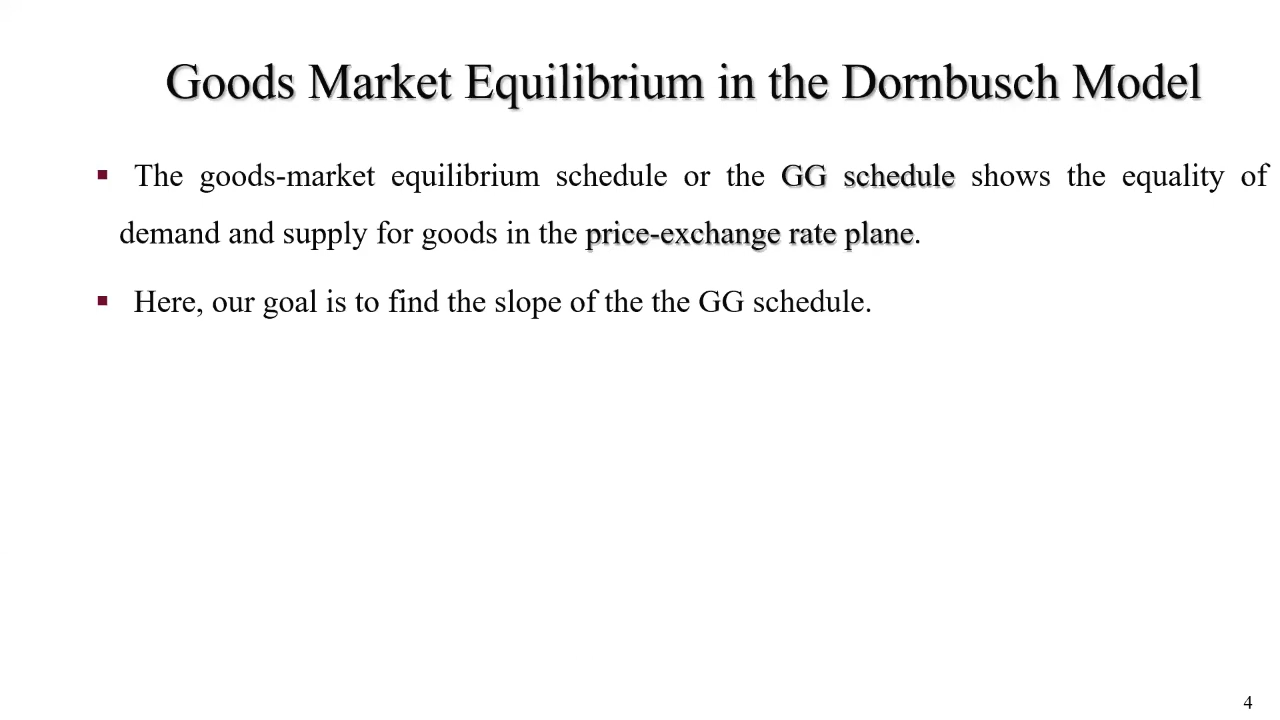 Goods Market Equilibrium in the Dornbusch Model
▪ The goods-market equilibrium schedule or the GG schedule shows the equality of
demand and supply for goods in the price-exchange rate plane.
▪ Here, our goal is to find the slope of the the GG schedule.
4